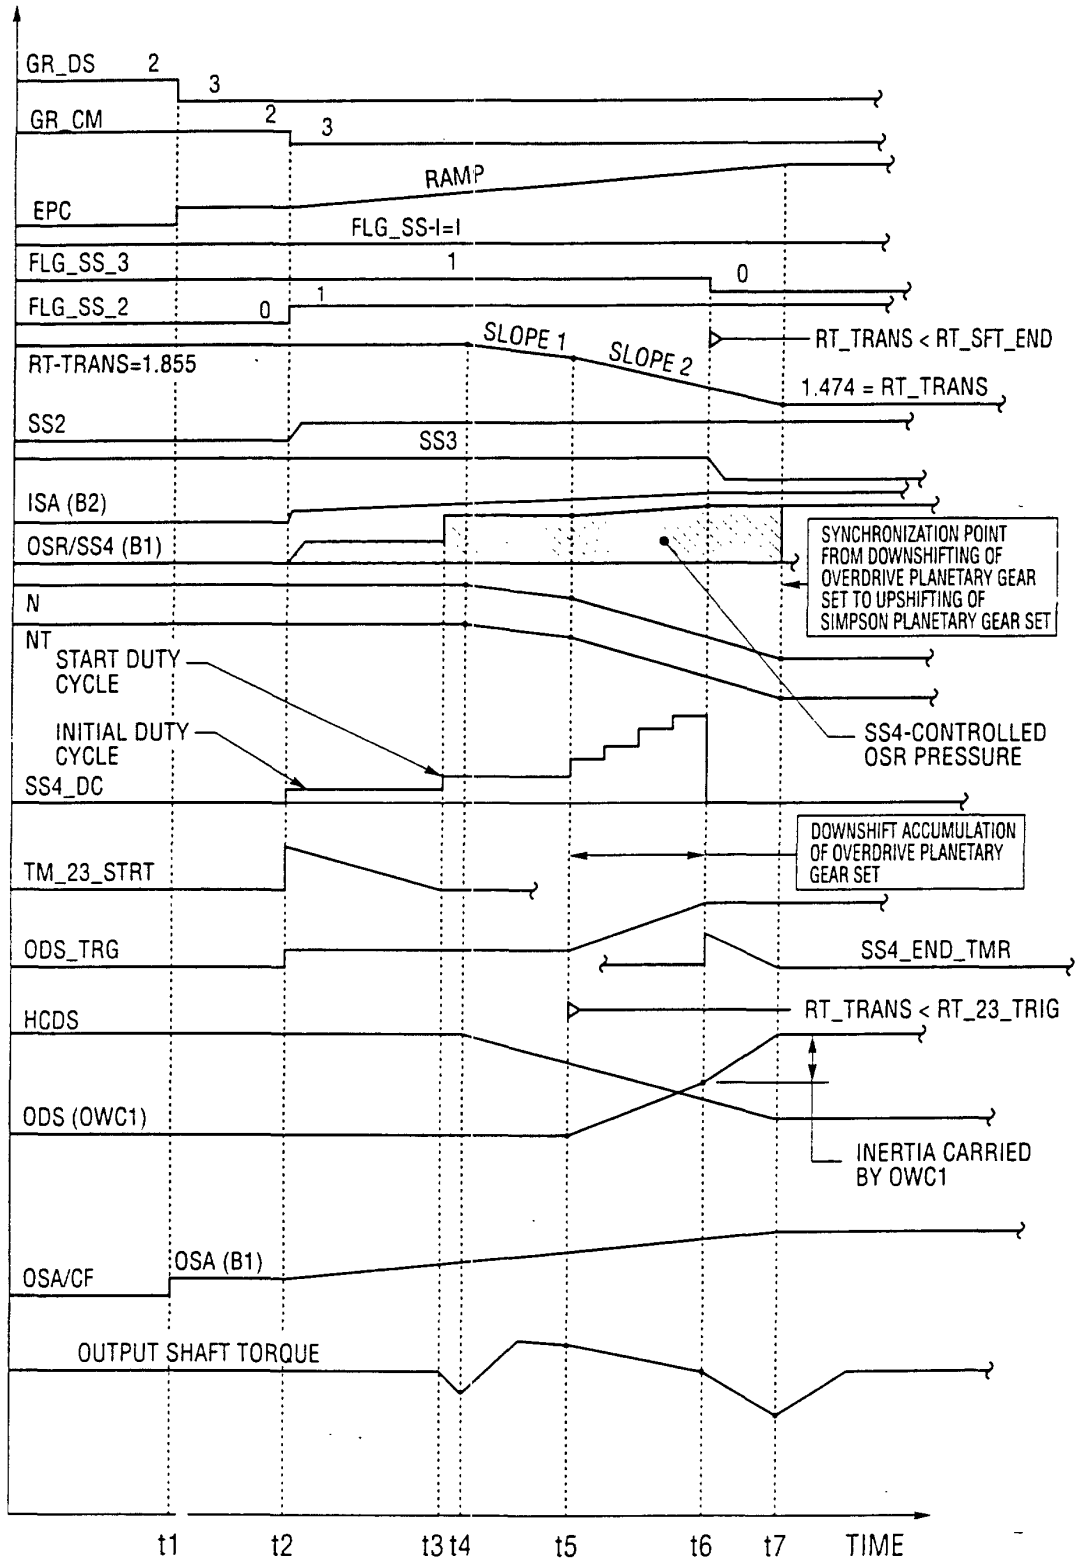 GR_DS 2
3
GR_CM 2
3
RAMP
EPC
FLG_SS-I=I
FLG_SS_3 1
0
FLG_SS_2 0
1
SLOPE 1
RT_TRANS < RT_SFT_END
SLOPE 2
RT-TRANS=1.855
1.474 = RT_TRANS
SS2
SS3
ISA (B2)
OSR/SS4 (B1)
SYNCHRONIZATION POINT
FROM DOWNSHIFTING OF
OVERDRIVE PLANETARY GEAR
SET TO UPSHIFTING OF
SIMPSON PLANETARY GEAR SET
N
NT
START DUTY
CYCLE
INITIAL DUTY
CYCLE
SS4-CONTROLLED
OSR PRESSURE
SS4_DC
DOWNSHIFT ACCUMULATION
OF OVERDRIVE PLANETARY
GEAR SET
TM_23_STRT
ODS_TRG
SS4_END_TMR
RT_TRANS < RT_23_TRIG
HCDS
ODS (OWC1)
INERTIA CARRIED
BY OWC1
OSA (B1)
OSA/CF
OUTPUT SHAFT TORQUE
t1 t2 t3 t4 t5 t6 t7 TIME